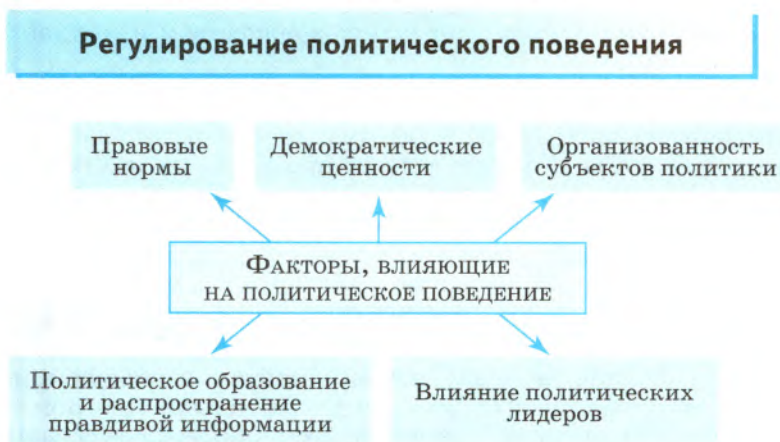 Регулирование политического поведения
Правовые
нормы
Демократические
ценности
Организованность
субъектов политики
Факторы, влияющие
на политическое поведение
Политическое образование
и распространение
правдивой информации
Влияние политических
лидеров